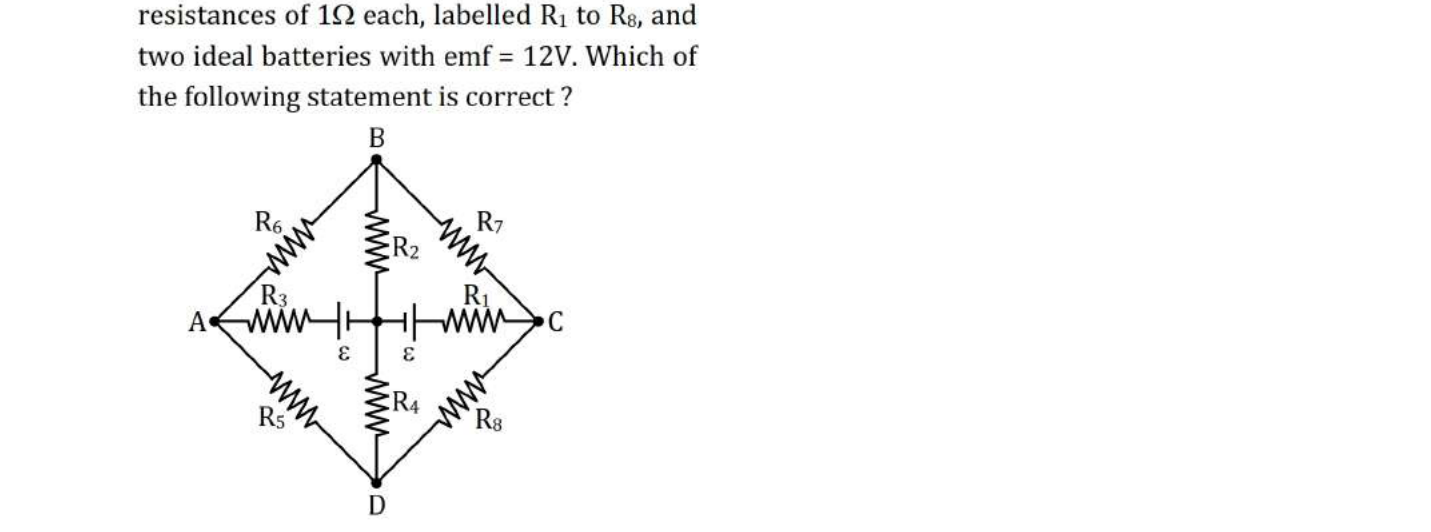 resistances of 1Ω each, labelled R₁ to R₈, and
two ideal batteries with emf = 12V. Which of
the following statement is correct ?
B
R₆
R₇
R₂
R₃
R₁
A
C
ε
ε
R₄
R₅
R₈
D